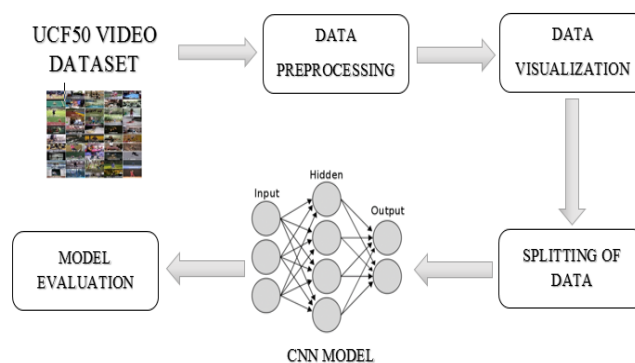 UCF50 VIDEO
DATASET
DATA
PREPROCESSING
DATA
VISUALIZATION
SPLITTING OF
DATA
Input
Hidden
Output
CNN MODEL
MODEL
EVALUATION